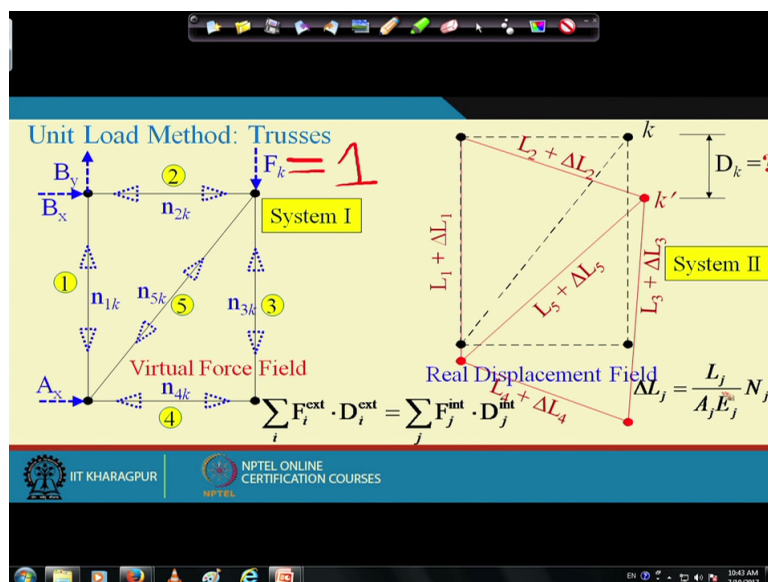 Unit Load Method: Trusses
B_y
F_k = 1
②
B_x
n_2k
System I
①
n_1k
n_5k
⑤
n_3k
③
Virtual Force Field
A_x
n_4k
④
k
L_2 + ΔL_2
D_k = ?
k′
L_1 + ΔL_1
L_5 + ΔL_5
L_3 + ΔL_3
System II
Real Displacement Field
L_4 + ΔL_4
ΔL_j = L_j / A_j E_j N_j
∑_i F_i^ext · D_i^ext = ∑_j F_j^int · D_j^int
IIT KHARAGPUR
NPTEL
NPTEL ONLINE
CERTIFICATION COURSES
EN
10:43 AM